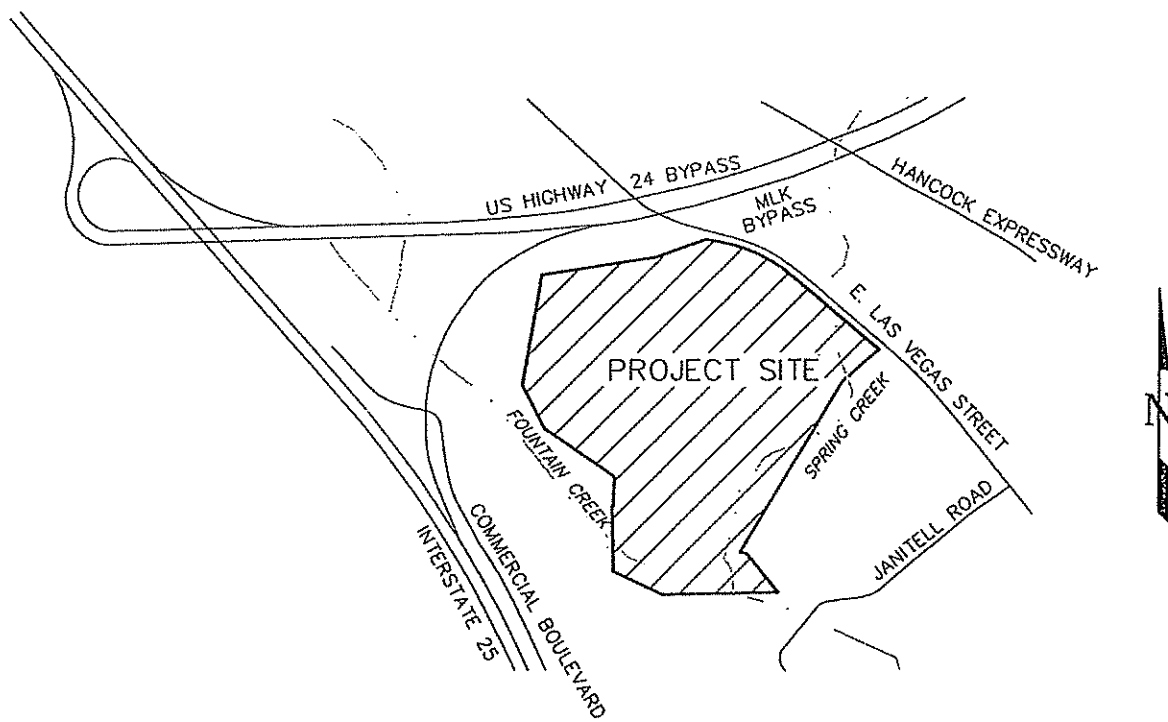 US HIGHWAY 24 BYPASS
MLK
BYPASS
HANCOCK EXPRESSWAY
E. LAS VEGAS STREET
PROJECT SITE
FOUNTAIN CREEK
SPRING CREEK
JANITELL ROAD
COMMERCIAL BOULEVARD
INTERSTATE 25
N